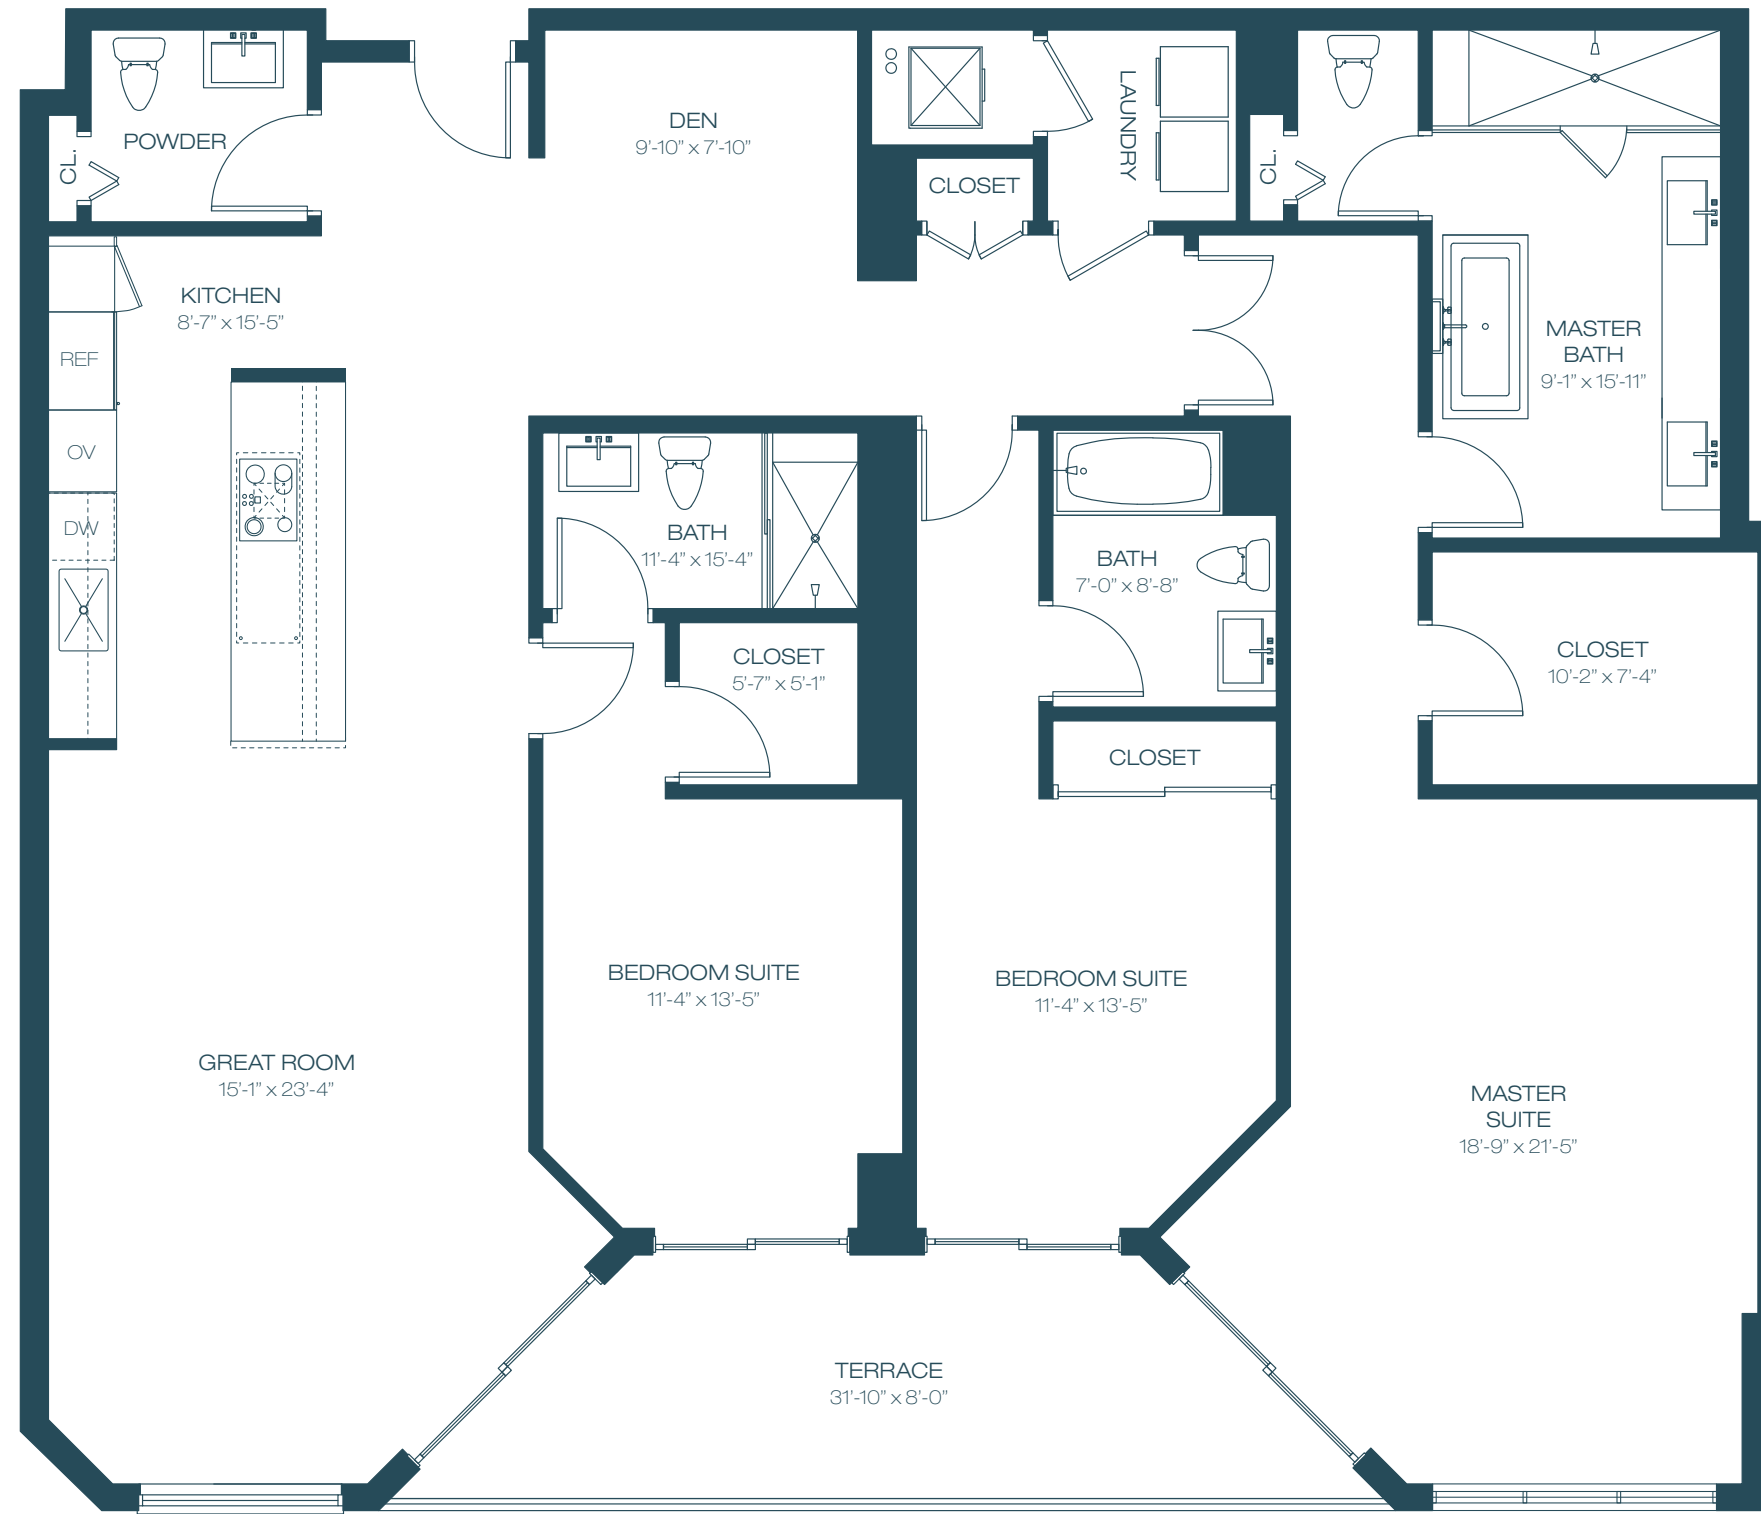 POWDER
CL.
DEN
9'-10" x 7'-10"
LAUNDRY
CLOSET
CL.
KITCHEN
8'-7" x 15'-5"
REF
OV
DW
MASTER
BATH
9'-1" x 15'-11"
BATH
11'-4" x 15'-4"
BATH
7'-0" x 8'-8"
CLOSET
5'-7" x 5'-1"
CLOSET
10'-2" x 7'-4"
CLOSET
BEDROOM SUITE
11'-4" x 13'-5"
BEDROOM SUITE
11'-4" x 13'-5"
GREAT ROOM
15'-1" x 23'-4"
MASTER
SUITE
18'-9" x 21'-5"
TERRACE
31'-10" x 8'-0"